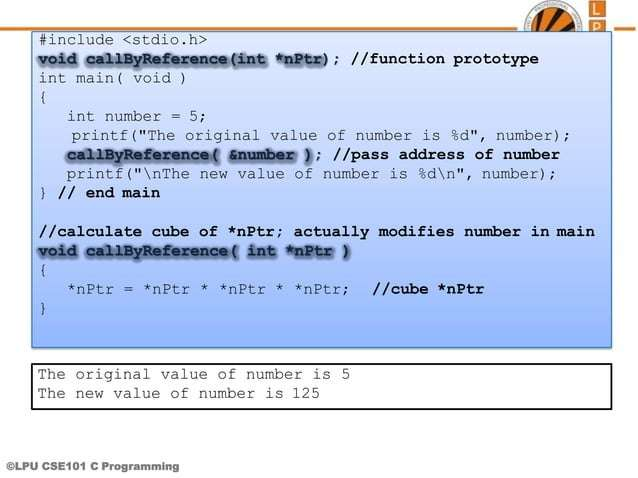 L
P
#include <stdio.h>
void callByReference(int *nPtr); //function prototype
int main( void )
{
int number = 5;
printf("The original value of number is %d", number);
callByReference( &number ); //pass address of number
printf("\nThe new value of number is %d\n", number);
} // end main
//calculate cube of *nPtr; actually modifies number in main
void callByReference( int *nPtr )
{
*nPtr = *nPtr * *nPtr * *nPtr; //cube *nPtr
}
The original value of number is 5
The new value of number is 125
©LPU CSE101 C Programming